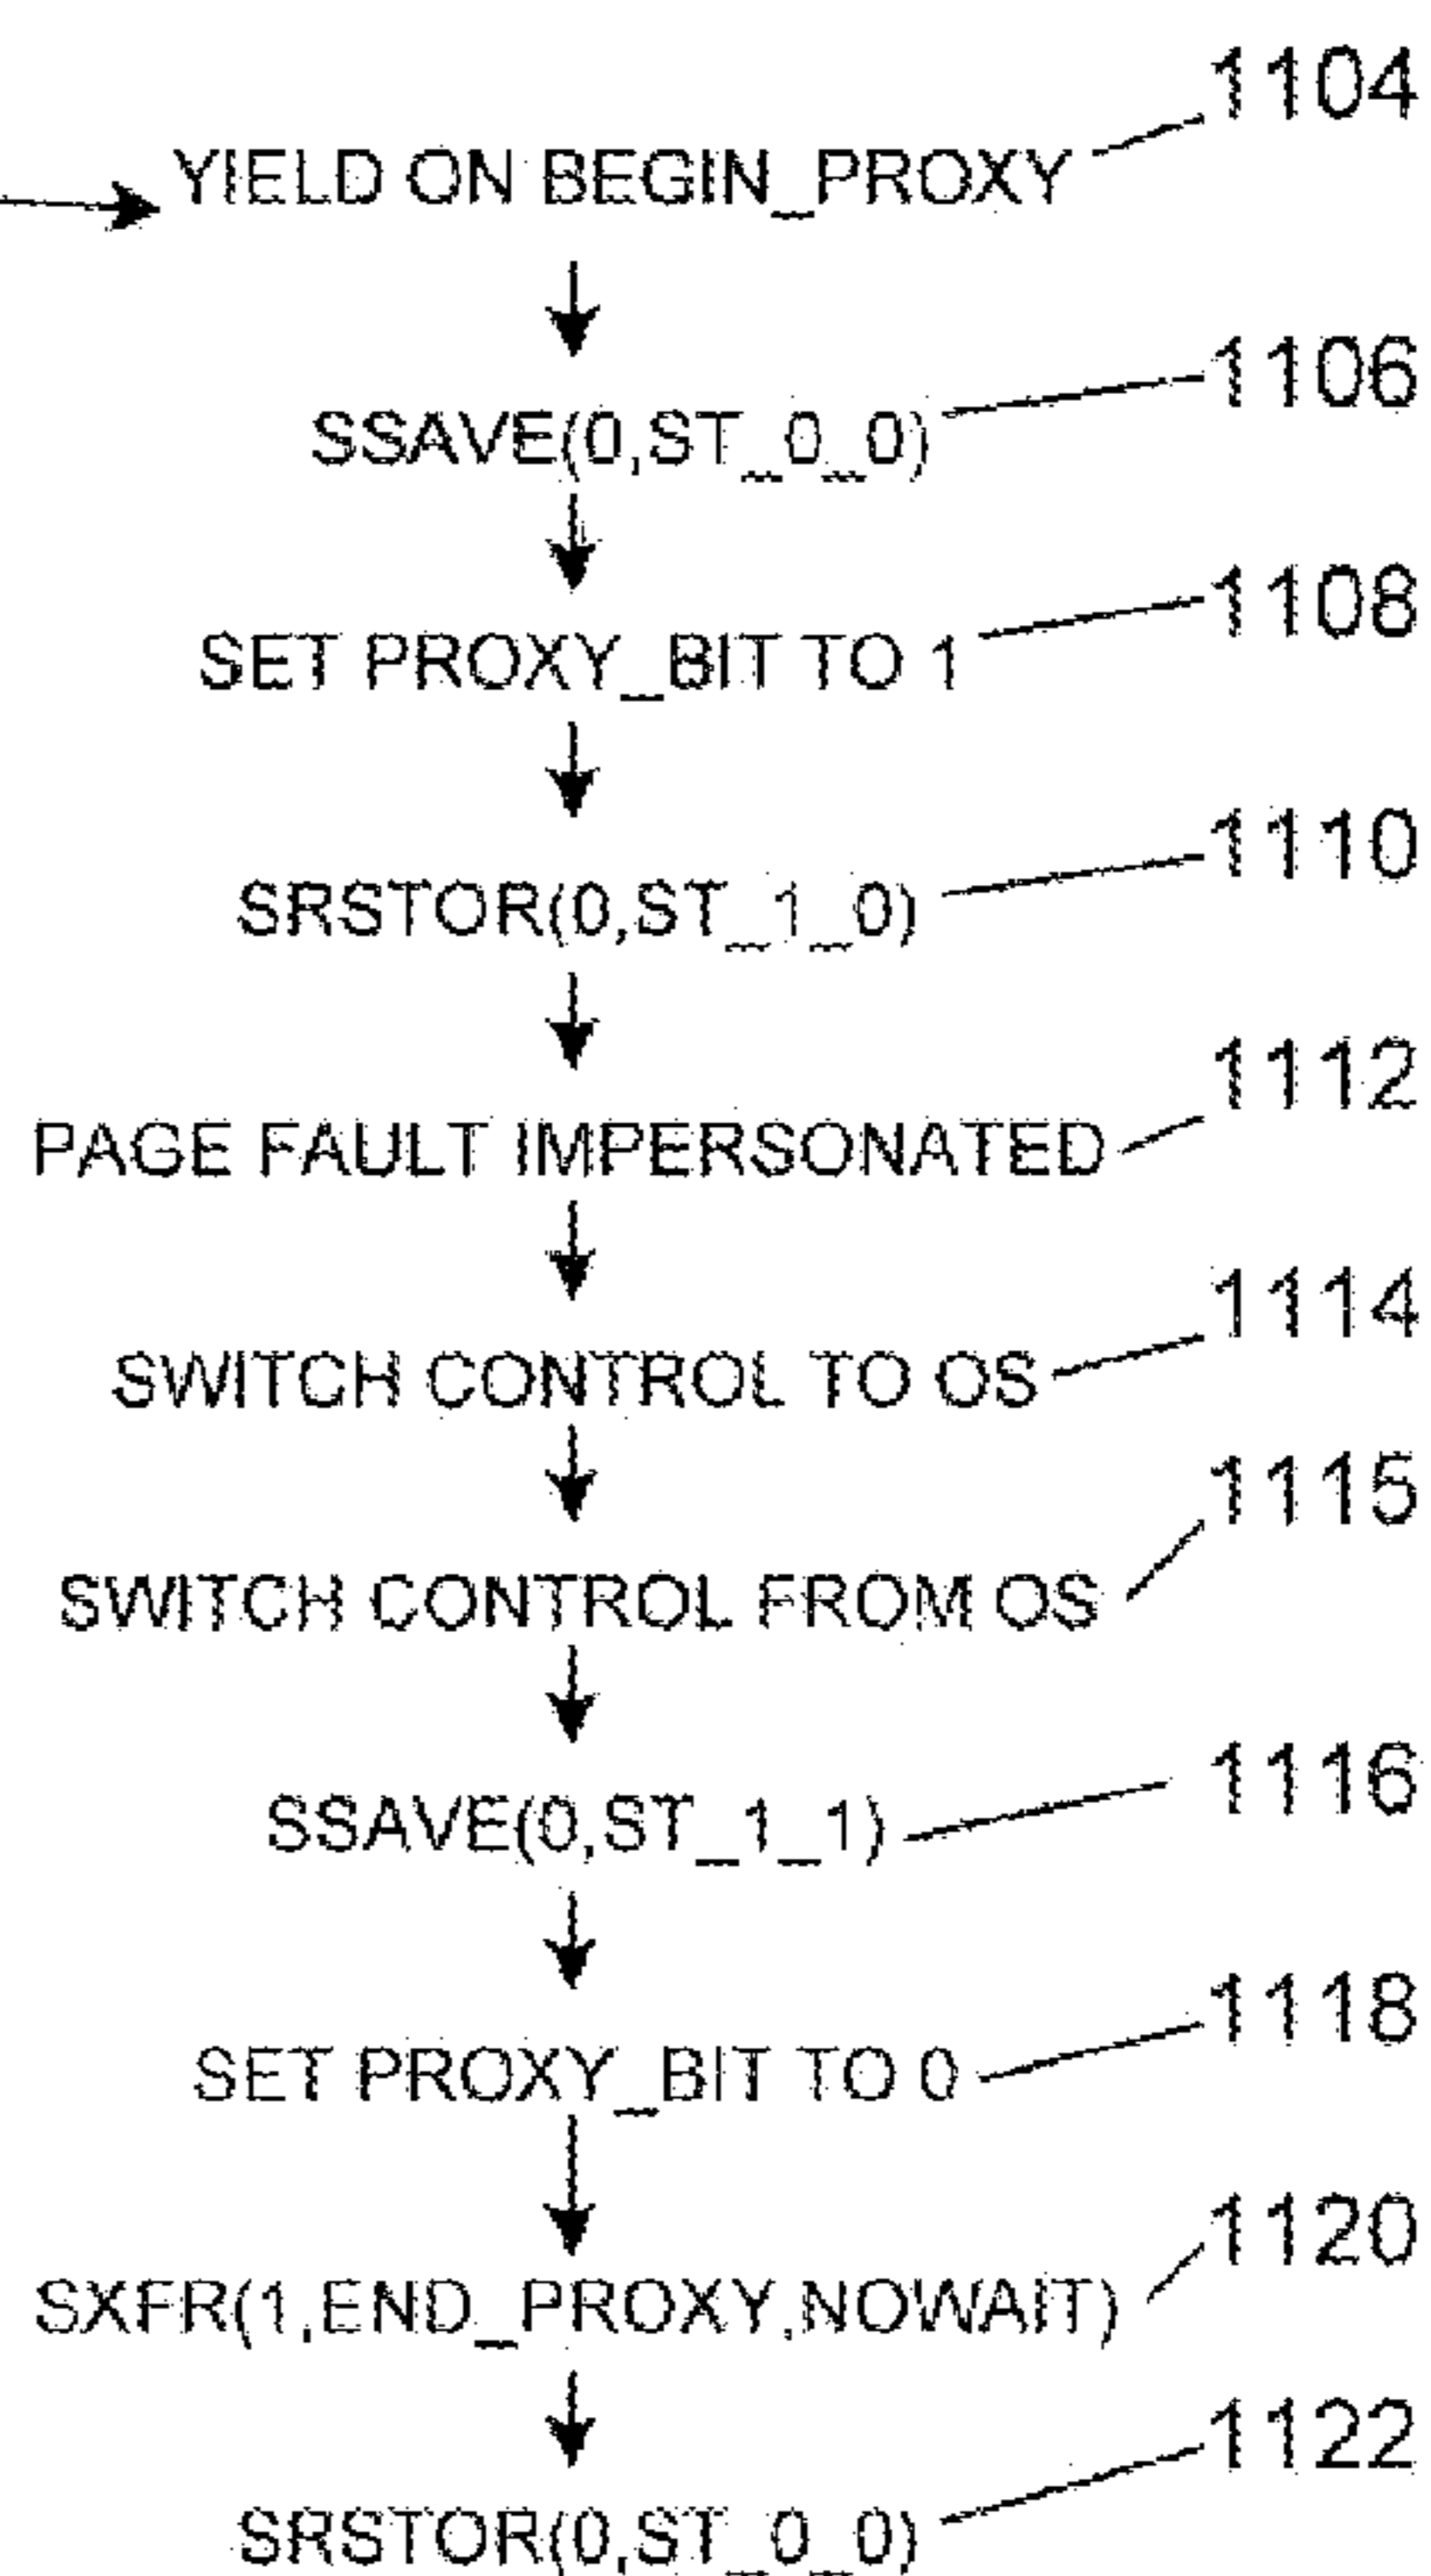 1104
YIELD ON BEGIN_PROXY
1106
SSAVE(0,ST_0_0)
1108
SET PROXY_BIT TO 1
1110
SRSTOR(0,ST_1_0)
1112
PAGE FAULT IMPERSONATED
1114
SWITCH CONTROL TO OS
1115
SWITCH CONTROL FROM OS
1116
SSAVE(0,ST_1_1)
1118
SET PROXY_BIT TO 0
1120
SXFR(1,END_PROXY,NOWAIT)
1122
SRSTOR(0,ST_0_0)